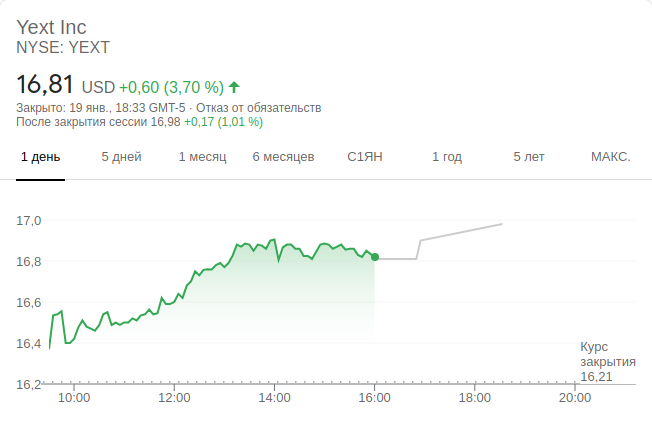 Yext Inc
NYSE: YEXT
16,81 USD +0,60 (3,70 %)
Закрыто: 19 янв., 18:33 GMT-5 · Отказ от обязательств
После закрытия сессии 16,98 +0,17 (1,01 %)
1 день 5 дней 1 месяц 6 месяцев С1ЯН 1 год 5 лет МАКС.
17,0
16,8
16,6
16,4
Курс
закрытия
16,21
16,2
10:00 12:00 14:00 16:00 18:00 20:00